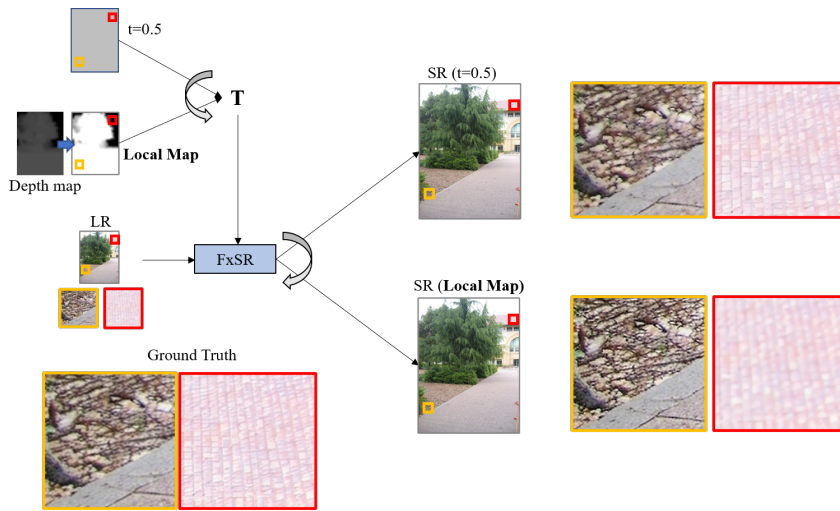 t=0.5
T
Local Map
Depth map
LR
FxSR
SR (t=0.5)
SR (Local Map)
Ground Truth